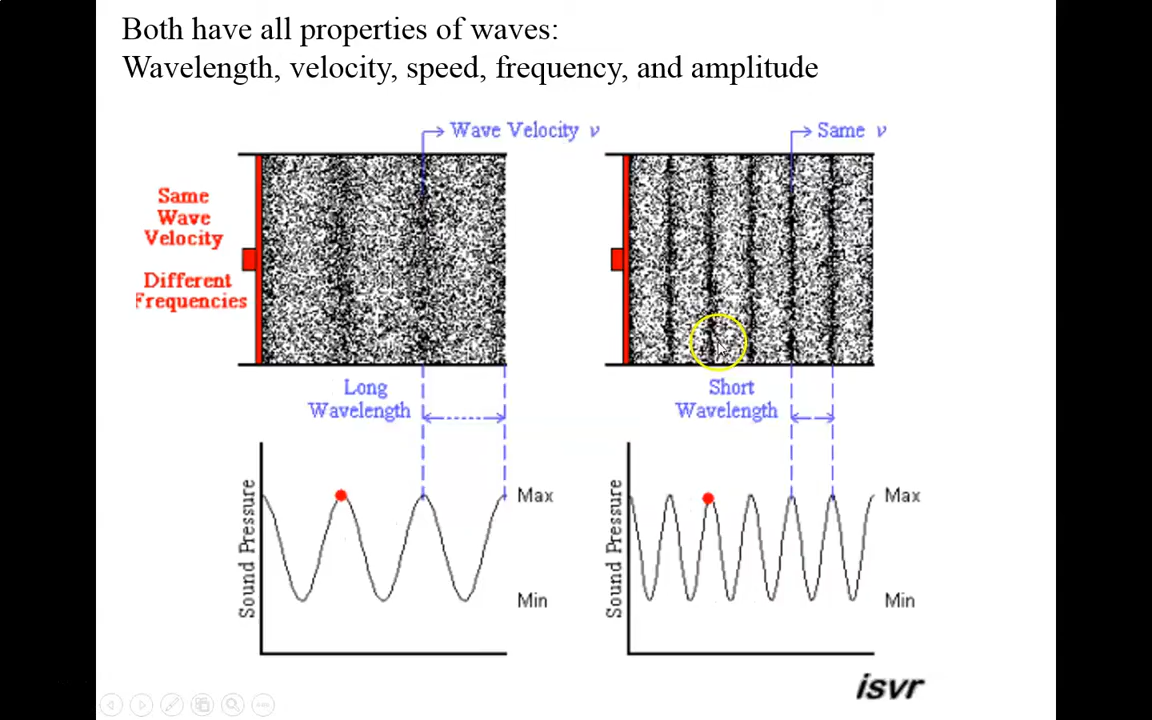 Both have all properties of waves:
Wavelength, velocity, speed, frequency, and amplitude
Wave Velocity v
Same v
Same
Wave
Velocity
Different
Frequencies
Long
Wavelength
Short
Wavelength
Sound Pressure
Max
Min
Sound Pressure
Max
Min
isvr